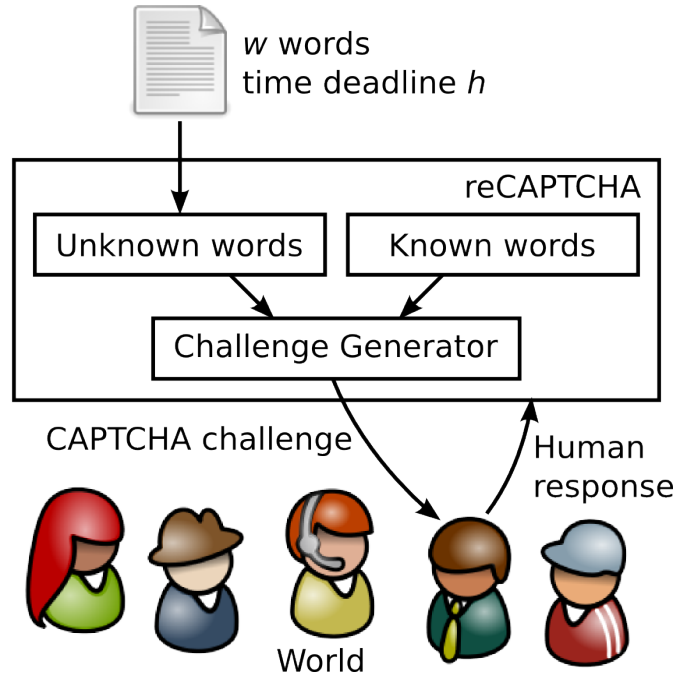 w words
time deadline h
reCAPTCHA
Unknown words
Known words
Challenge Generator
CAPTCHA challenge
Human
response
World